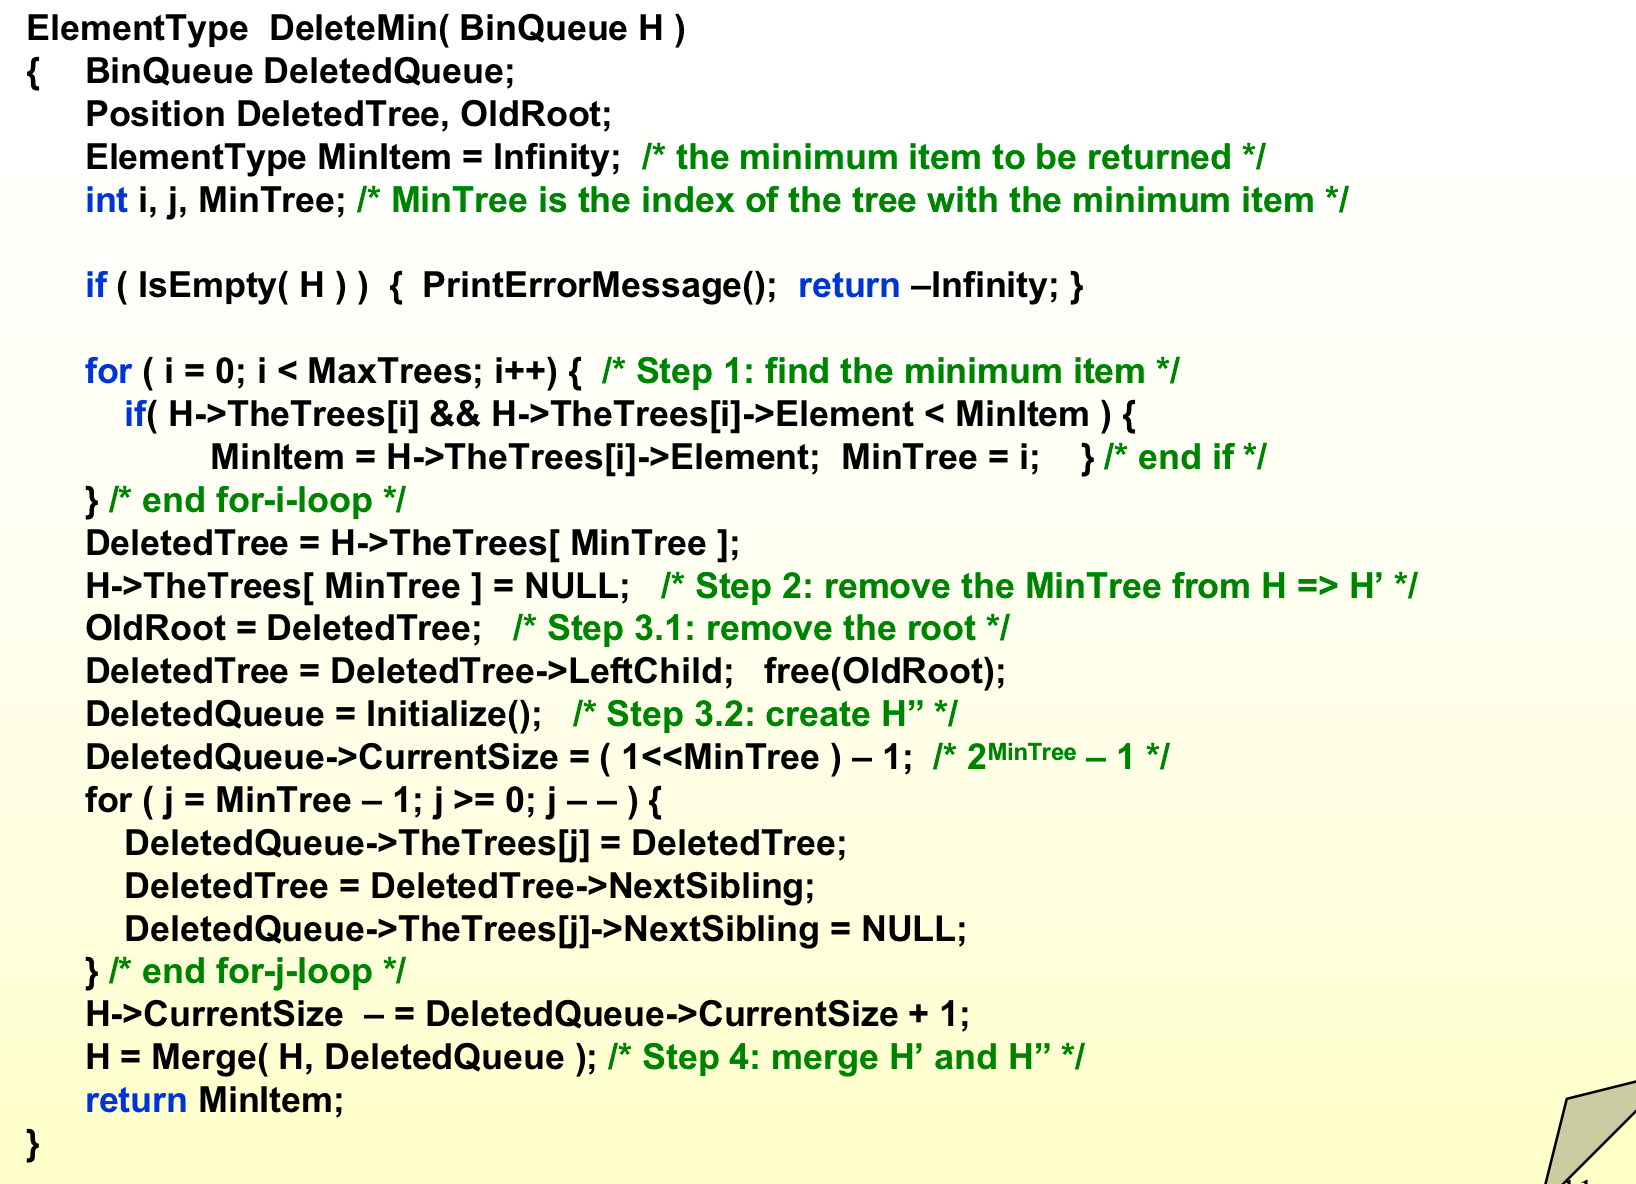 ElementType DeleteMin( BinQueue H )
{ BinQueue DeletedQueue;
Position DeletedTree, OldRoot;
ElementType MinItem = Infinity; /* the minimum item to be returned */
int i, j, MinTree; /* MinTree is the index of the tree with the minimum item */
if ( IsEmpty( H ) ) { PrintErrorMessage(); return –Infinity; }
for ( i = 0; i < MaxTrees; i++) { /* Step 1: find the minimum item */
if( H->TheTrees[i] && H->TheTrees[i]->Element < MinItem ) {
MinItem = H->TheTrees[i]->Element; MinTree = i; } /* end if */
} /* end for-i-loop */
DeletedTree = H->TheTrees[ MinTree ];
H->TheTrees[ MinTree ] = NULL; /* Step 2: remove the MinTree from H => H’ */
OldRoot = DeletedTree; /* Step 3.1: remove the root */
DeletedTree = DeletedTree->LeftChild; free(OldRoot);
DeletedQueue = Initialize(); /* Step 3.2: create H” */
DeletedQueue->CurrentSize = ( 1<<MinTree ) – 1; /* 2^MinTree – 1 */
for ( j = MinTree – 1; j >= 0; j – – ) {
DeletedQueue->TheTrees[j] = DeletedTree;
DeletedTree = DeletedTree->NextSibling;
DeletedQueue->TheTrees[j]->NextSibling = NULL;
} /* end for-j-loop */
H->CurrentSize – = DeletedQueue->CurrentSize + 1;
H = Merge( H, DeletedQueue ); /* Step 4: merge H’ and H” */
return MinItem;
}